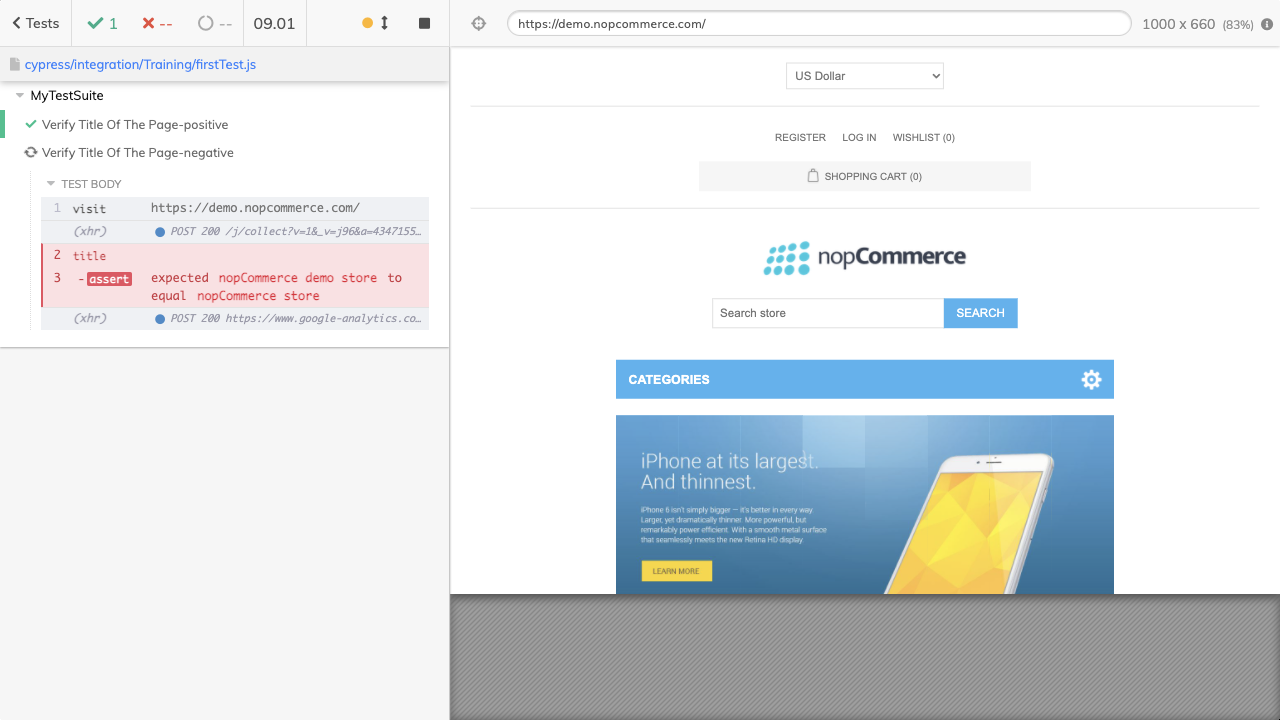 Tests 1 -- -- 09.01
https://demo.nopcommerce.com/ 1000 x 660 (83%)
cypress/integration/Training/firstTest.js
MyTestSuite
Verify Title Of The Page-positive
Verify Title Of The Page-negative
TEST BODY
1 visit https://demo.nopcommerce.com/
(xhr) POST 200 /j/collect?v=1&_v=j96&a=4347155…
2 title
3 -assert expected nopCommerce demo store to
equal nopCommerce store
(xhr) POST 200 https://www.google-analytics.co…
US Dollar
REGISTER LOG IN WISHLIST (0)
SHOPPING CART (0)
nopCommerce
Search store SEARCH
CATEGORIES
iPhone at its largest.
And thinnest.
iPhone 6 isn't simply bigger — it's better in every way.
Larger, yet dramatically thinner. More powerful, but
remarkably power efficient. With a smooth metal surface
that seamlessly meets the new Retina HD display.
LEARN MORE